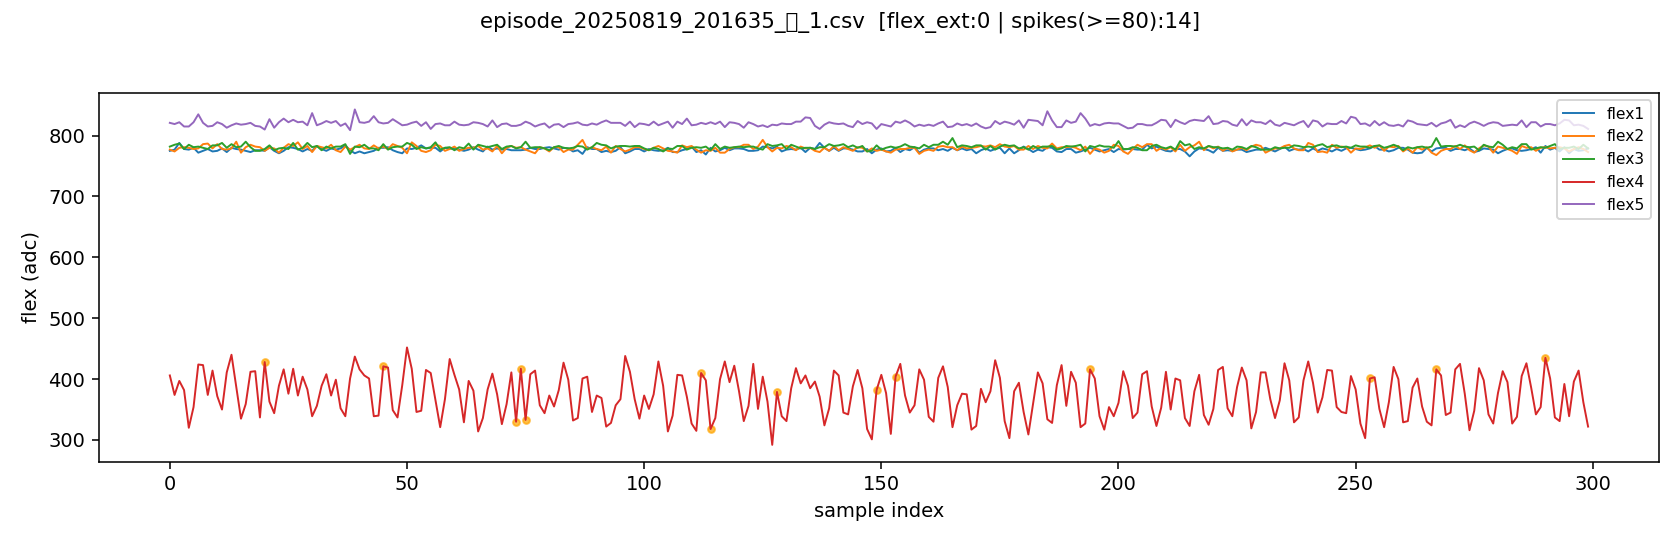 episode_20250819_201635_▯_1.csv  [flex_ext:0 | spikes(>=80):14]
flex (adc)
800
700
600
500
400
300
0
50
100
150
200
250
300
sample index
flex1
flex2
flex3
flex4
flex5